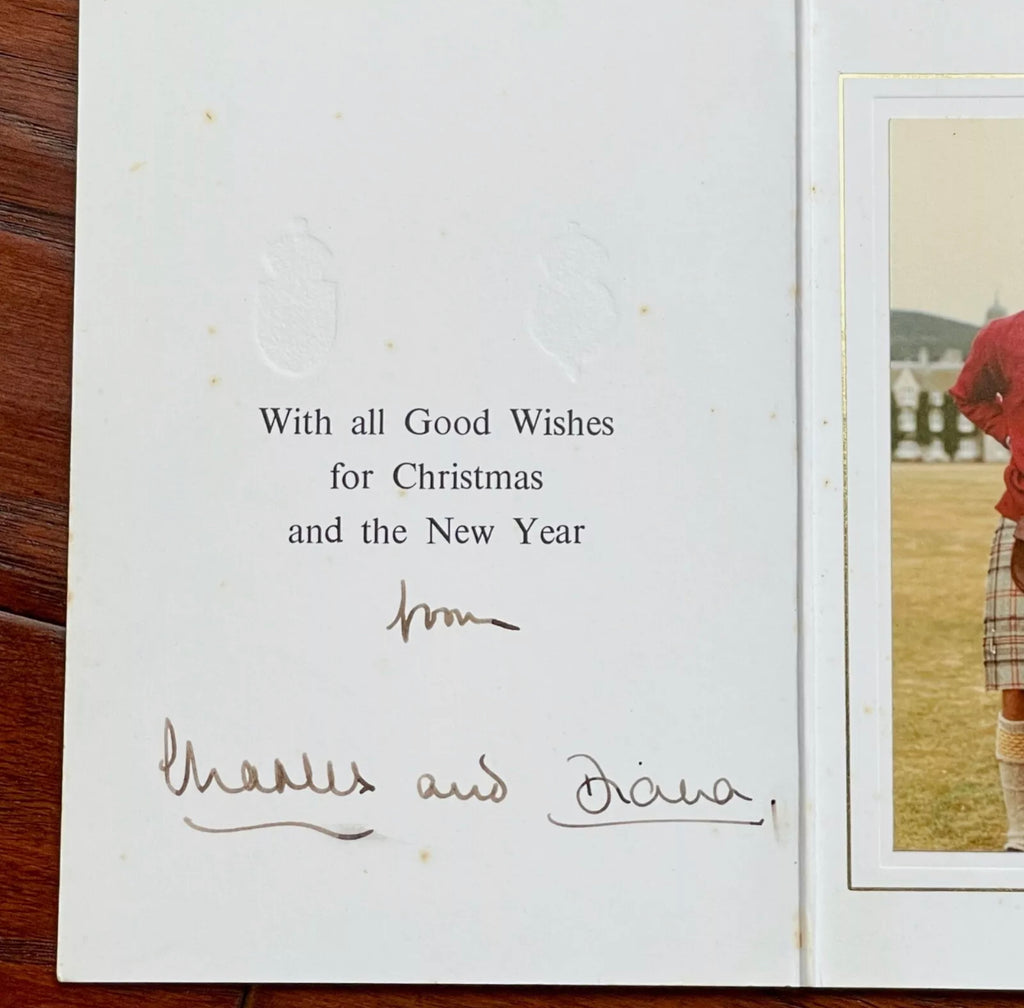 With all Good Wishes
for Christmas
and the New Year
from
Charles and Diana.